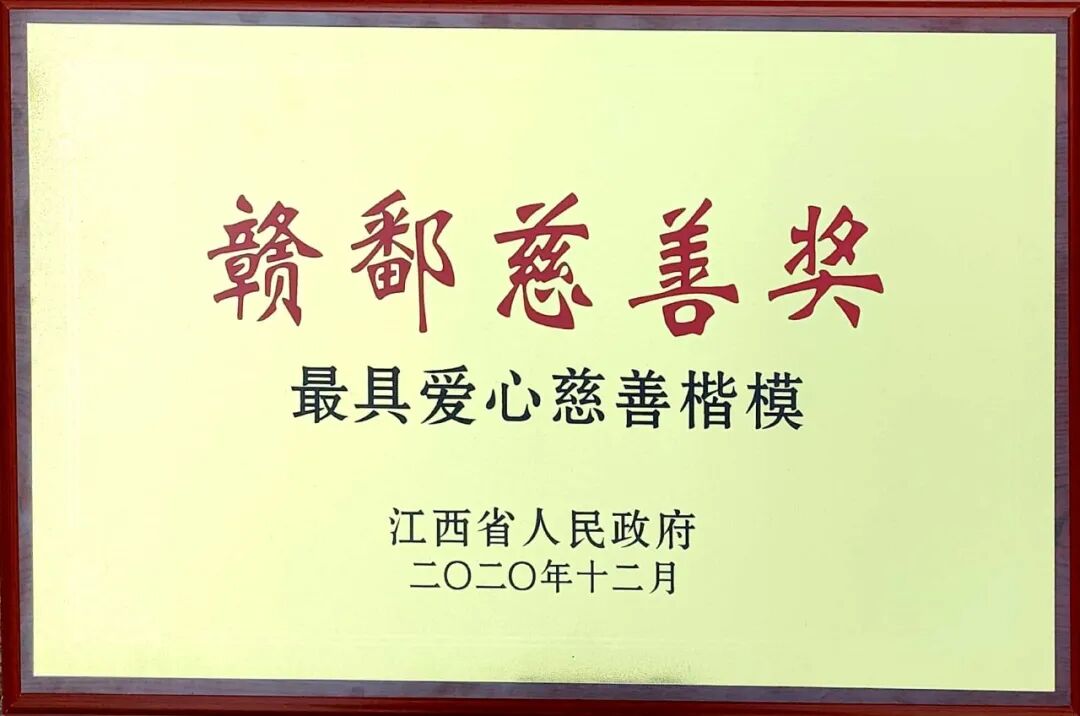 赣鄱慈善奖
最具爱心慈善楷模
江西省人民政府
二〇二〇年十二月